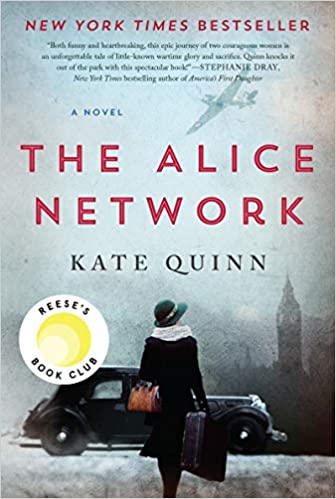 NEW YORK TIMES BESTSELLER
"Both funny and heartbreaking, this epic journey of two courageous women is
an unforgettable tale of little-known wartime glory and sacrifice. Quinn knocks it
out of the park with this spectacular book!"—STEPHANIE DRAY,
New York Times bestselling author of America's First Daughter
A NOVEL
THE ALICE
NETWORK
KATE QUINN
REESE'S
BOOK CLUB